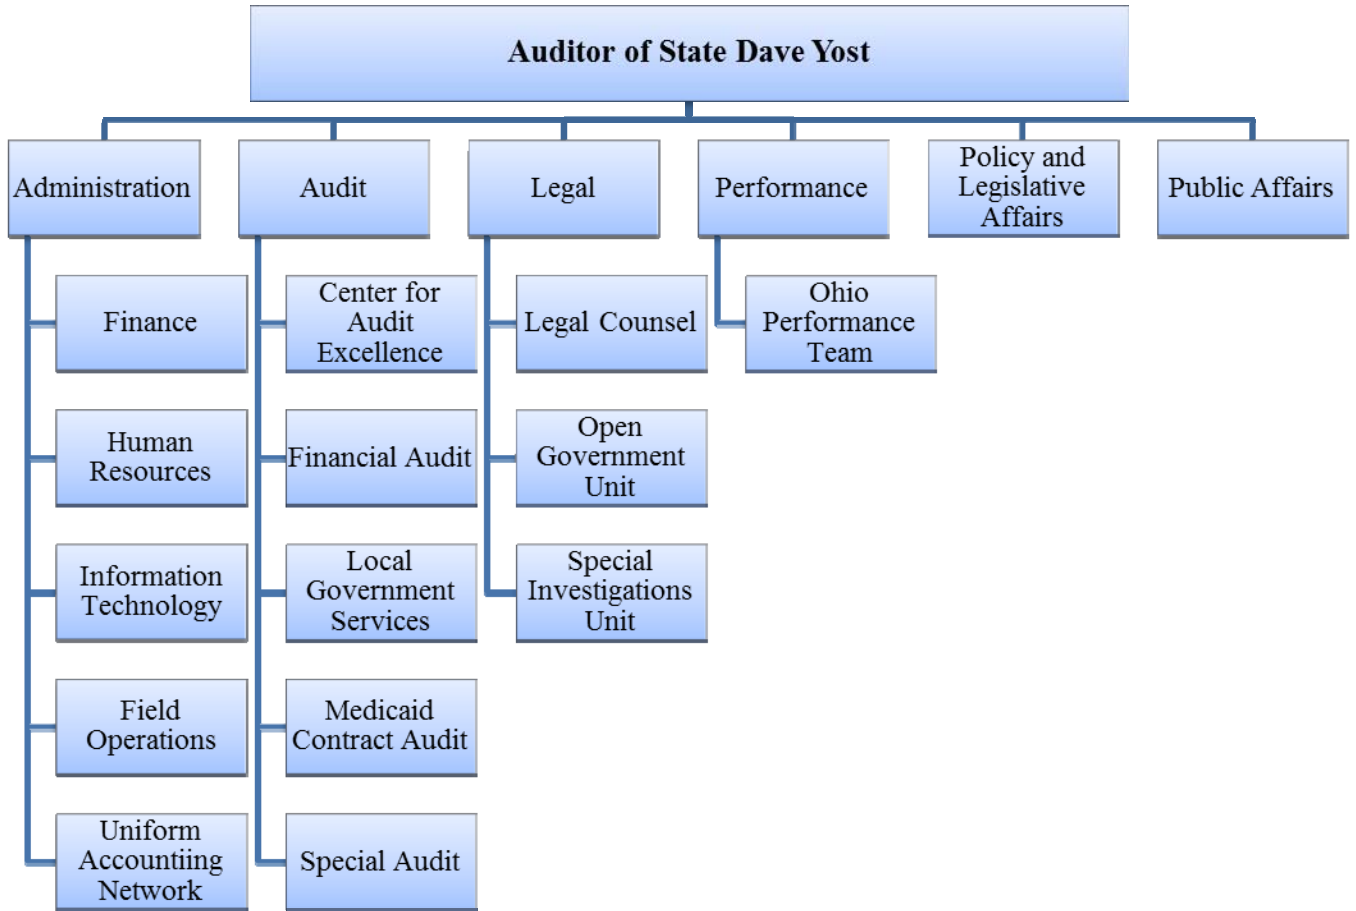 Auditor of State Dave Yost
Administration
Audit
Legal
Performance
Policy and
Legislative
Affairs
Public Affairs
Finance
Human
Resources
Information
Technology
Field
Operations
Uniform
Accountiing
Network
Center for
Audit
Excellence
Financial Audit
Local
Government
Services
Medicaid
Contract Audit
Special Audit
Legal Counsel
Open
Government
Unit
Special
Investigations
Unit
Ohio
Performance
Team